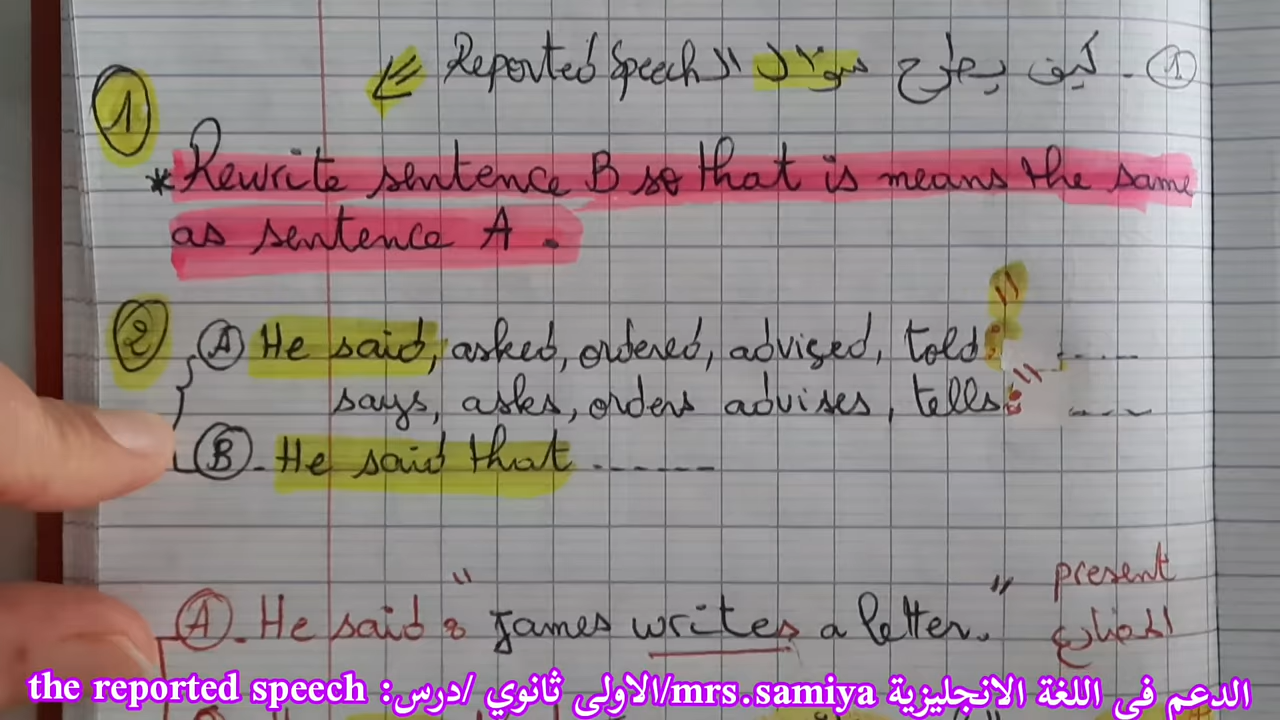 ① - كيف يطرح سؤال ال Reported Speech
①
* Rewrite sentence B so that is means the same
as sentence A .
② Ⓐ He said, asked, ordered, advised, told : " ......
says, asks, orders advises, tells : " ......
Ⓑ - He said that .......
present
Ⓐ - He said : " James writes a letter. " المضارع
الدعم في اللغة الانجليزية mrs.samiya/الاولى ثانوي /درس: the reported speech